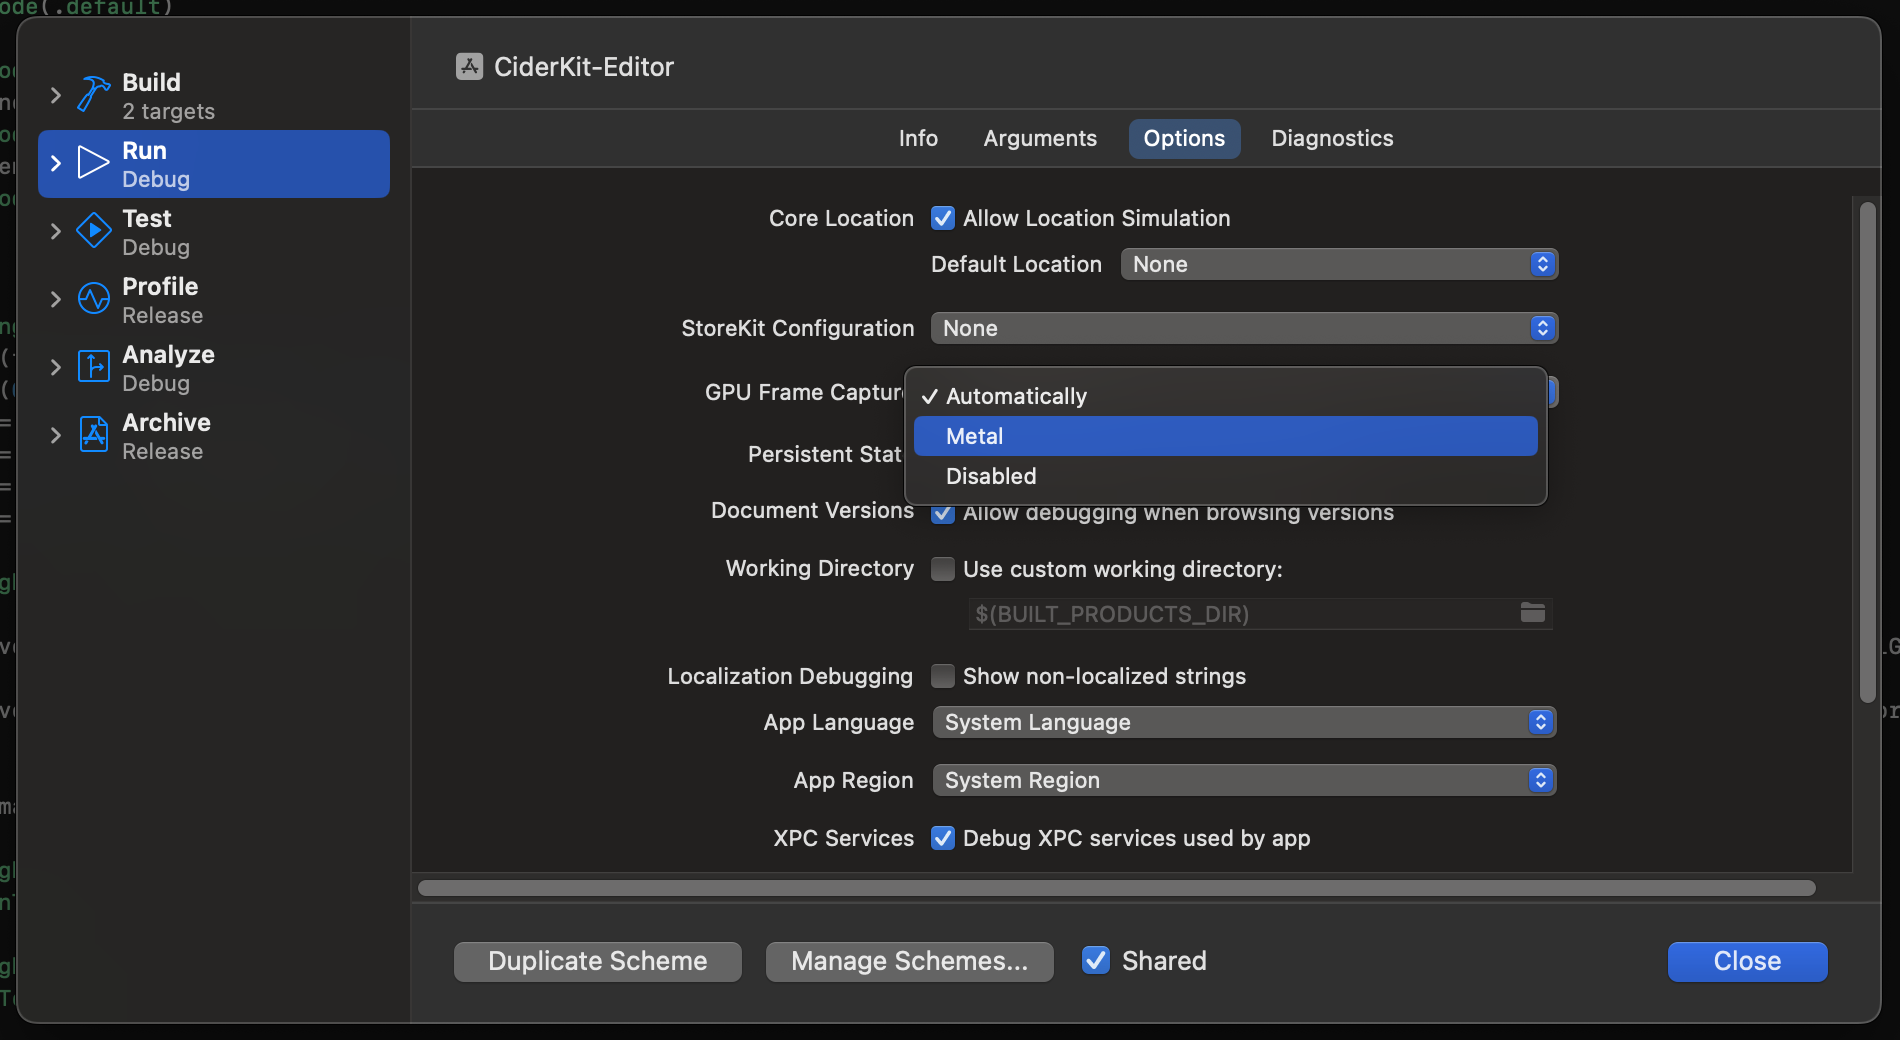 ode(.default)
Build
2 targets
Run
Debug
Test
Debug
Profile
Release
Analyze
Debug
Archive
Release
CiderKit-Editor
Info Arguments Options Diagnostics
Core Location Allow Location Simulation
Default Location None
StoreKit Configuration None
GPU Frame Captur
Automatically
Metal
Disabled
Persistent Stat
Document Versions Allow debugging when browsing versions
Working Directory Use custom working directory:
$(BUILT_PRODUCTS_DIR)
Localization Debugging Show non-localized strings
App Language System Language
App Region System Region
XPC Services Debug XPC services used by app
Duplicate Scheme Manage Schemes... Shared Close